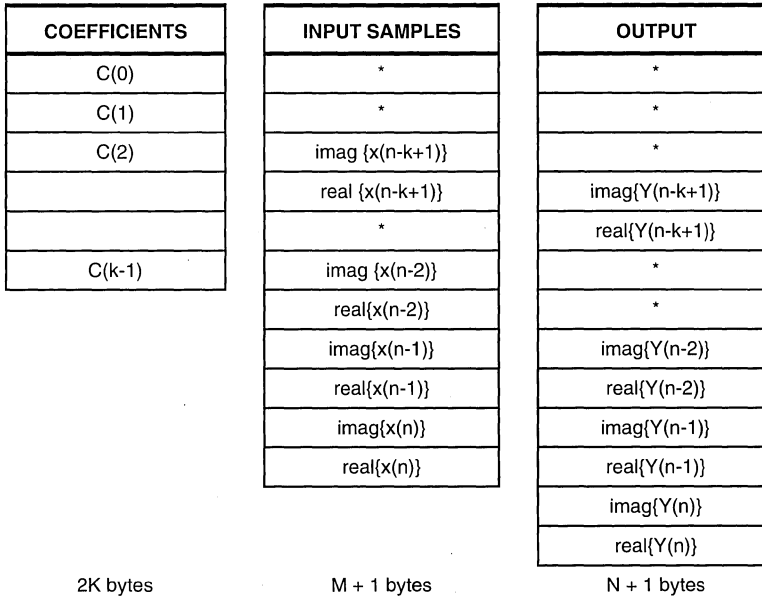 COEFFICIENTS
C(0)
C(1)
C(2)
C(k-1)
2K bytes
INPUT SAMPLES
*
*
imag {x(n-k+1)}
real {x(n-k+1)}
*
imag {x(n-2)}
real{x(n-2)}
imag{x(n-1)}
real{x(n-1)}
imag{x(n)}
real{x(n)}
M + 1 bytes
OUTPUT
*
*
*
imag{Y(n-k+1)}
real{Y(n-k+1)}
*
*
imag{Y(n-2)}
real{Y(n-2)}
imag{Y(n-1)}
real{Y(n-1)}
imag{Y(n)}
real{Y(n)}
N + 1 bytes